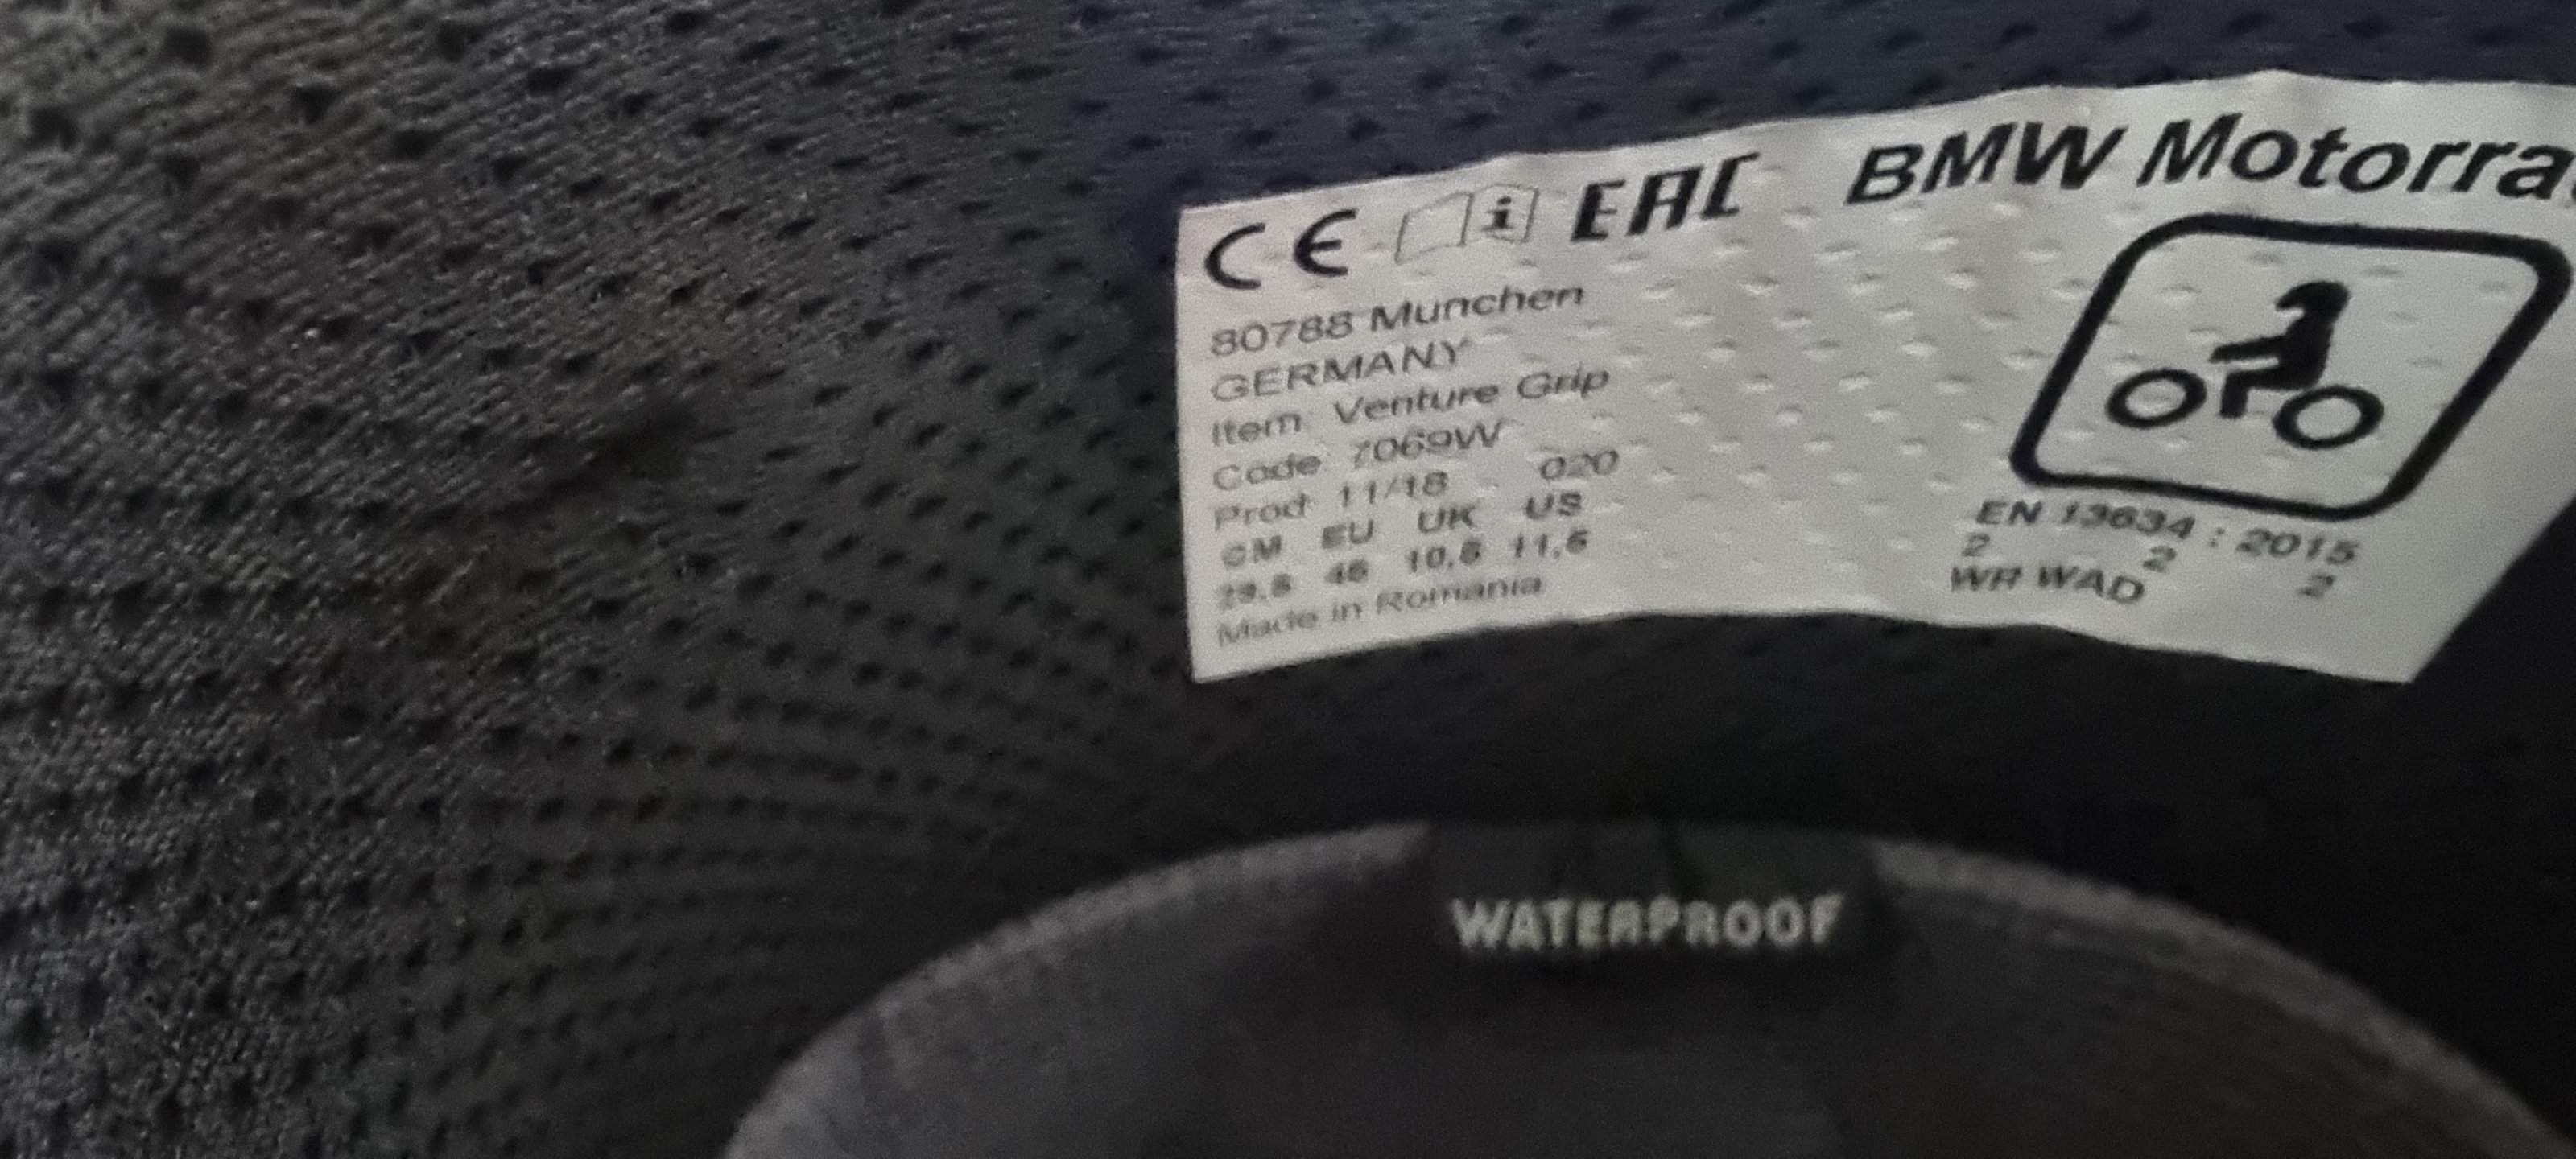 CE i EAC BMW Motorra
80788 Munchen
GERMANY
Item: Venture Grip
Code 7069W
Prod 11/18 020
CM EU UK US
29,5 45 10,5 11,5
Made in Romania
EN 13634 : 2015
2 2 2
WR WAD
WATERPROOF